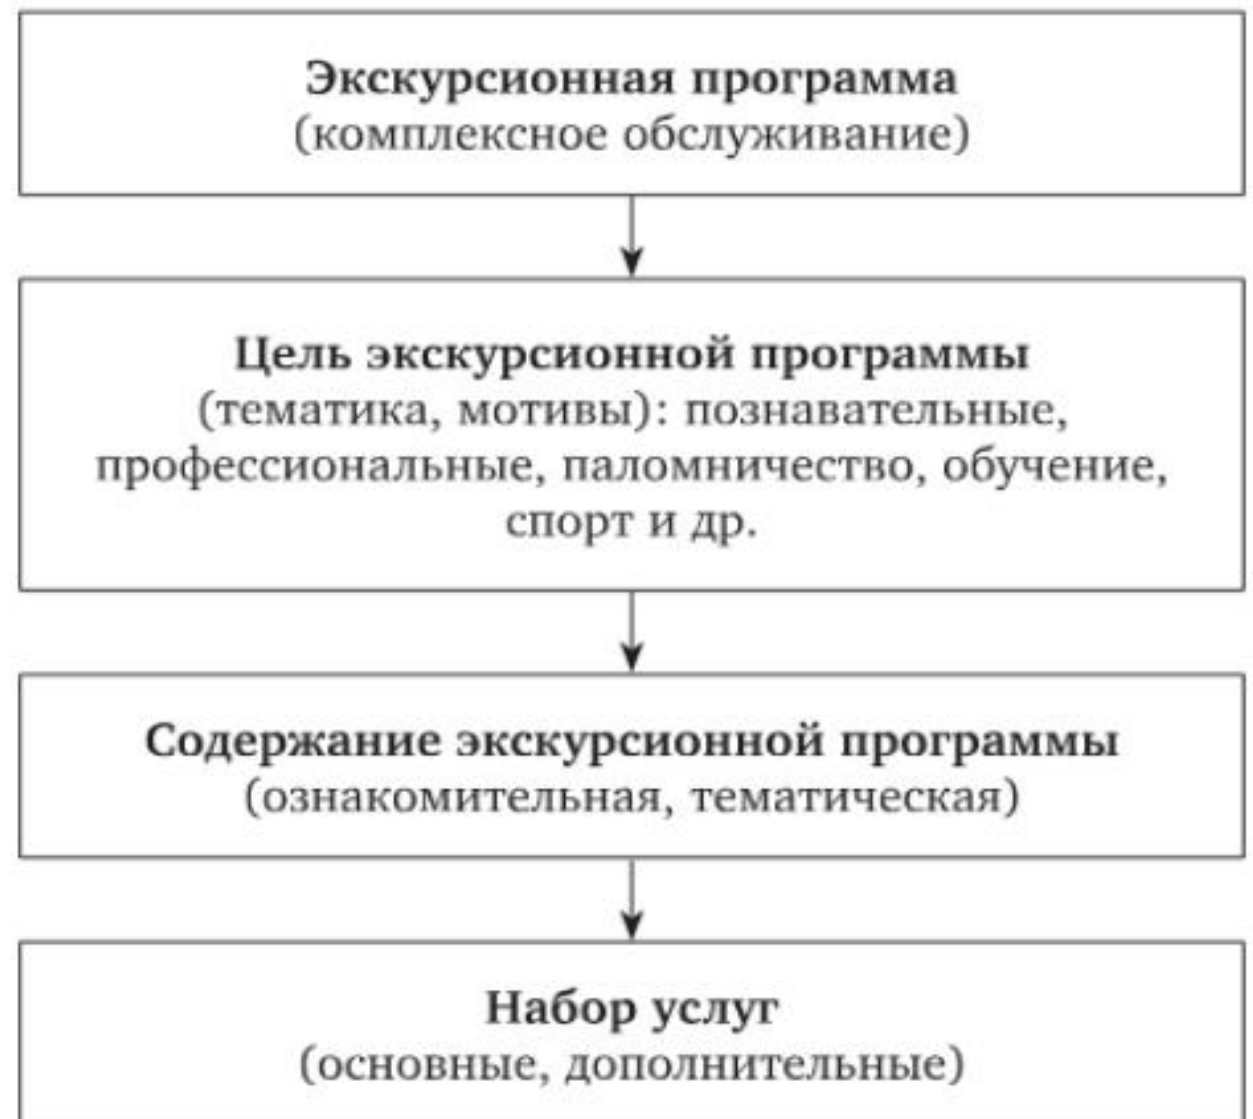 Экскурсионная программа
(комплексное обслуживание)
Цель экскурсионной программы
(тематика, мотивы): познавательные,
профессиональные, паломничество, обучение,
спорт и др.
Содержание экскурсионной программы
(ознакомительная, тематическая)
Набор услуг
(основные, дополнительные)